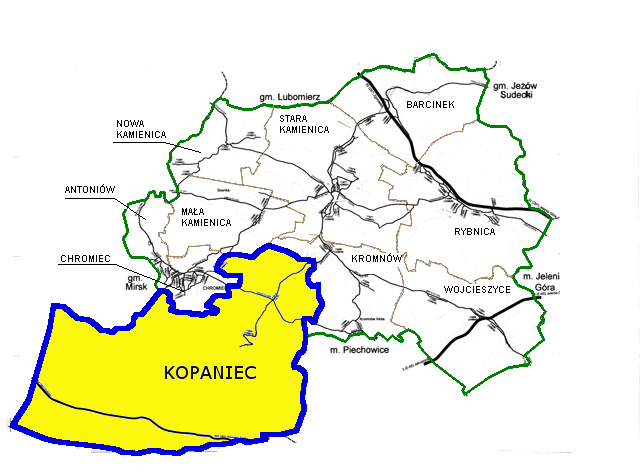 gm. Jeżów
Sudecki
gm. Lubomierz
BARCINEK
NOWA
KAMIENICA
STARA
KAMIENICA
ANTONIÓW
MAŁA
KAMIENICA
RYBNICA
CHROMIEC
KROMNÓW
gm.
Mirsk
CHROMIEC
WOJCIESZYCE
m. Jeleni
Góra
m. Piechowice
KOPANIEC